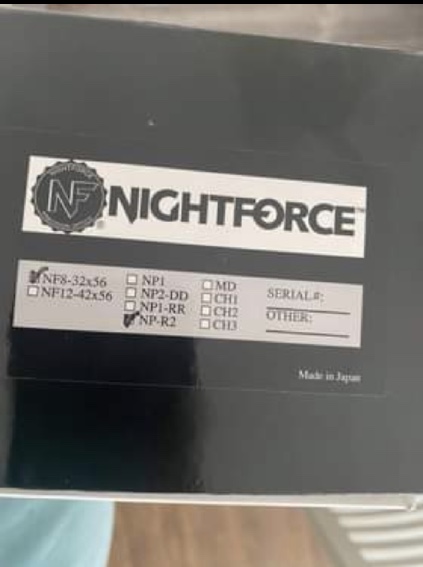 NIGHTFORCE
NF
®
NIGHTFORCE™
NF8-32x56
NF12-42x56
NP1
NP2-DD
NP1-RR
NP-R2
MD
CH1
CH2
CH3
SERIAL#:
OTHER:
Made in Japan